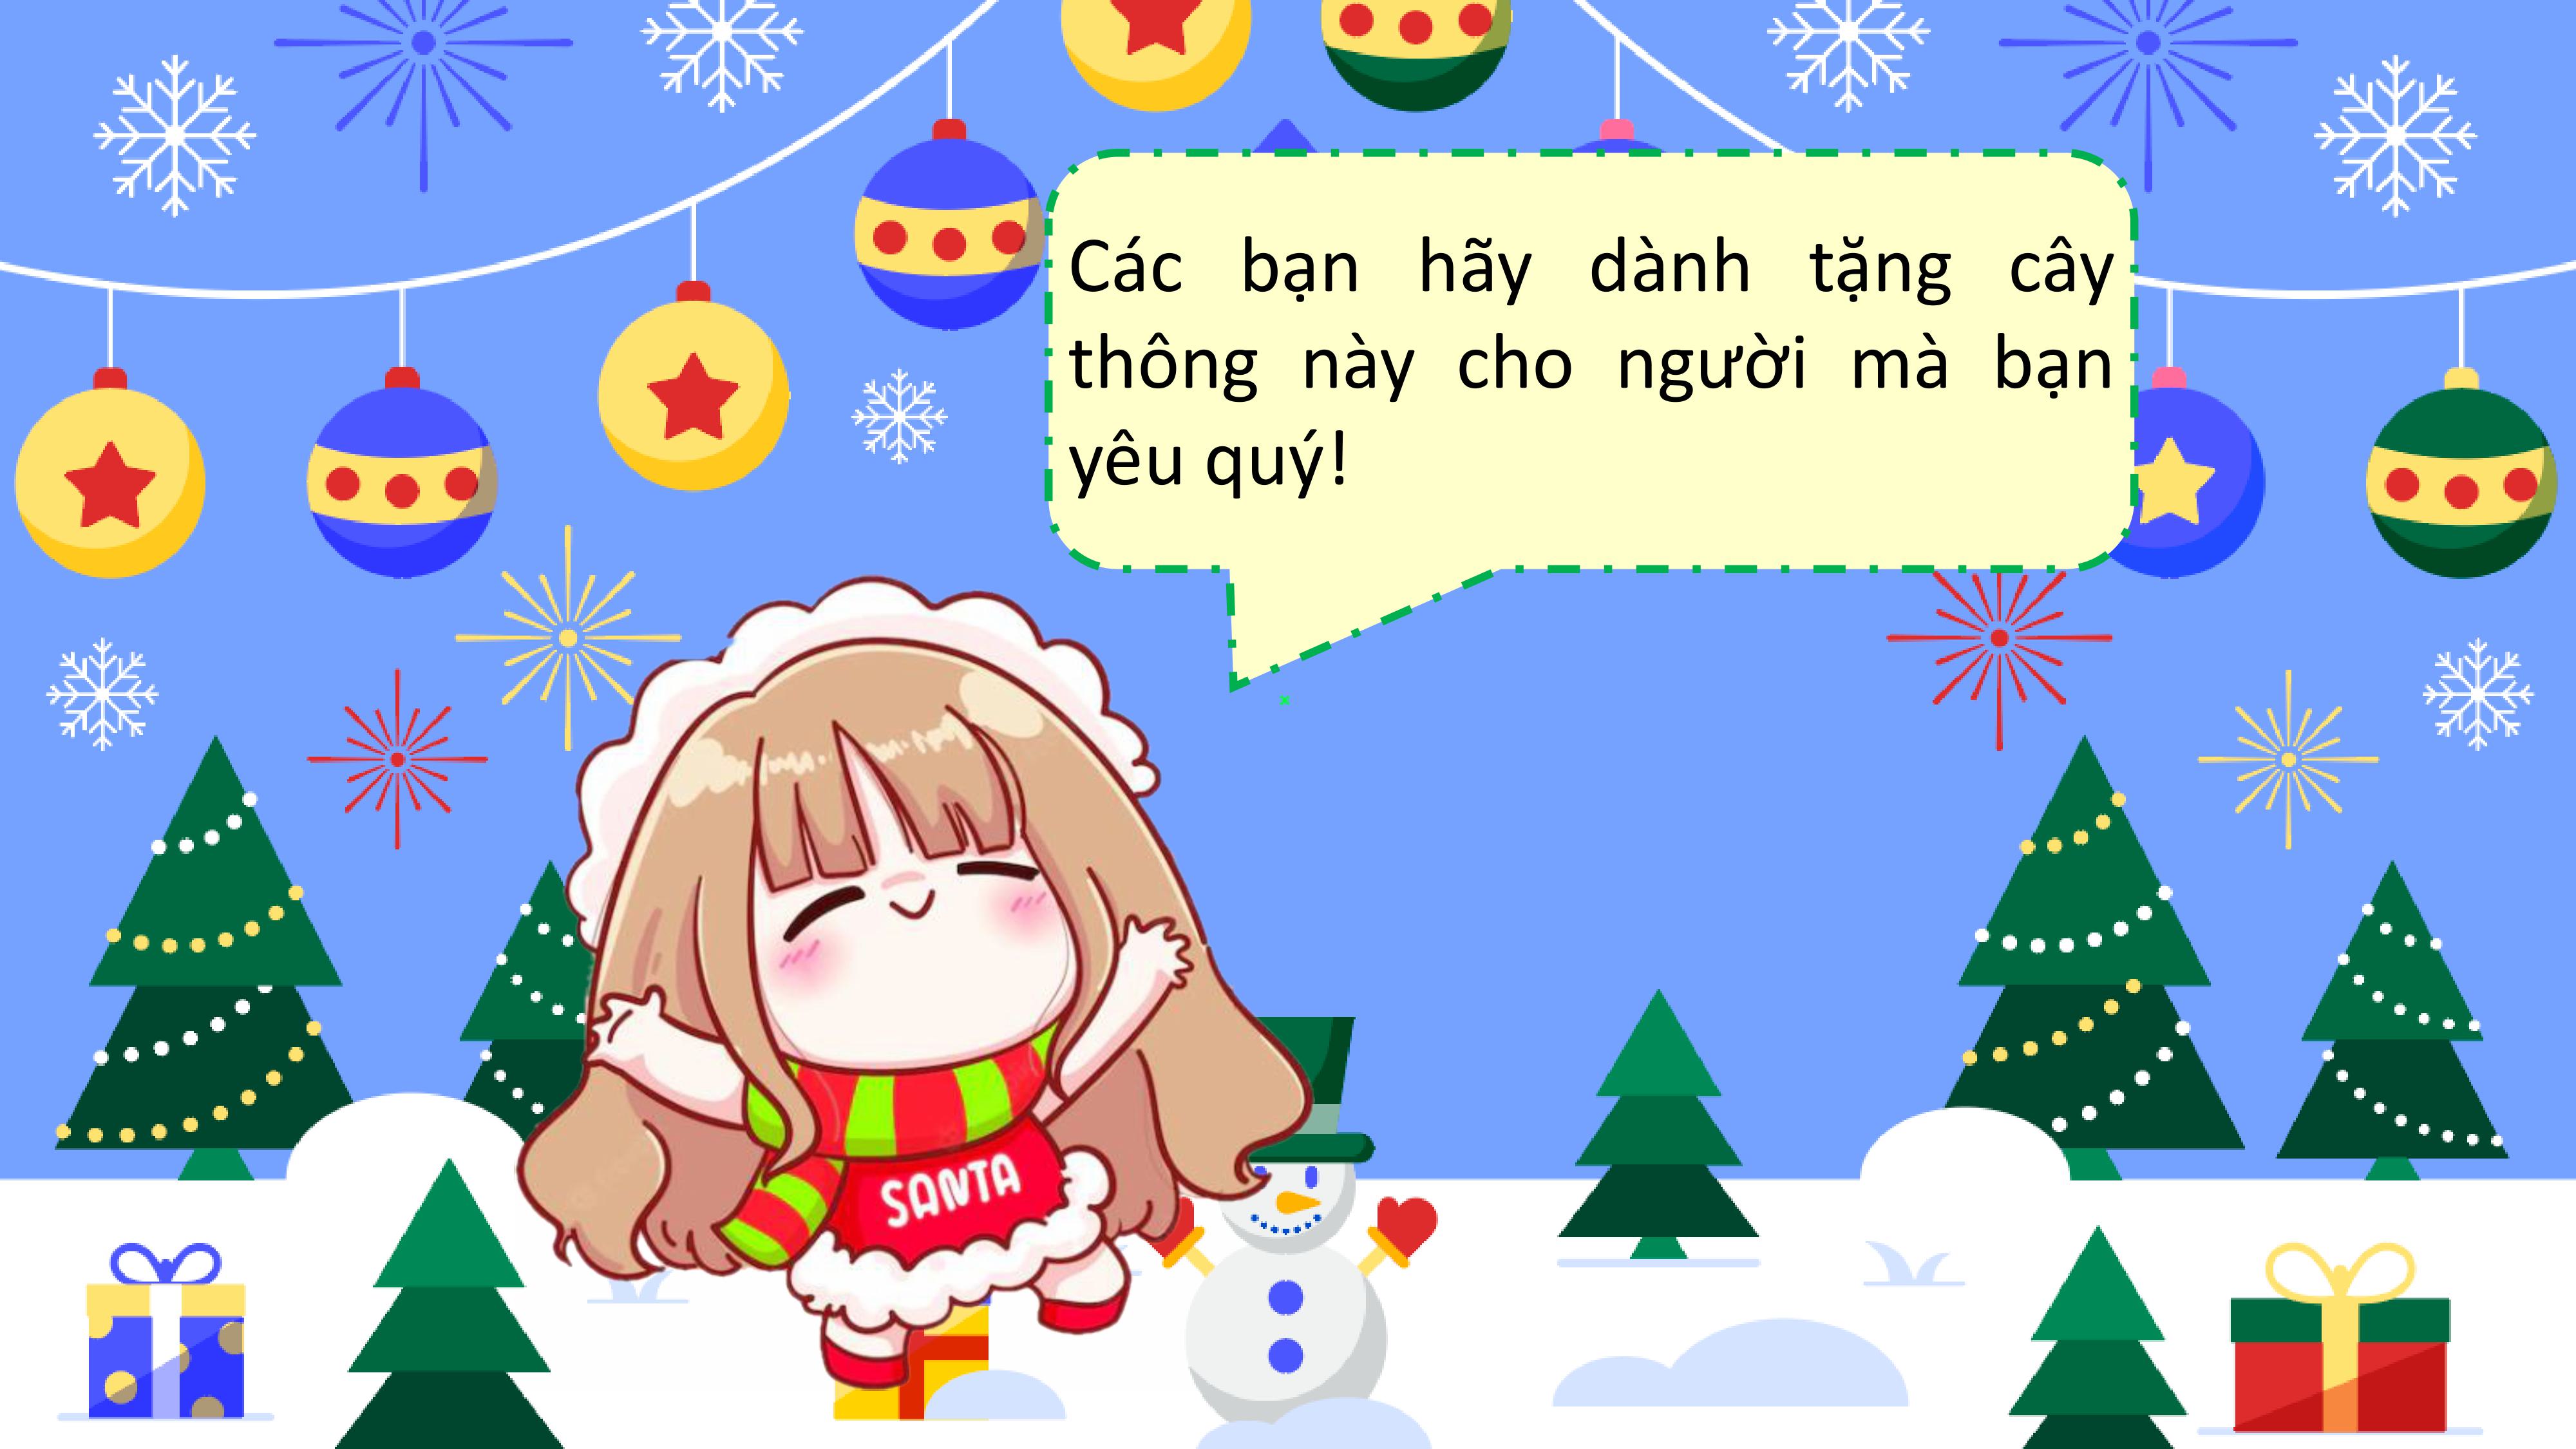 Các bạn hãy dành tặng cây
thông này cho người mà bạn
yêu quý!
SANTA